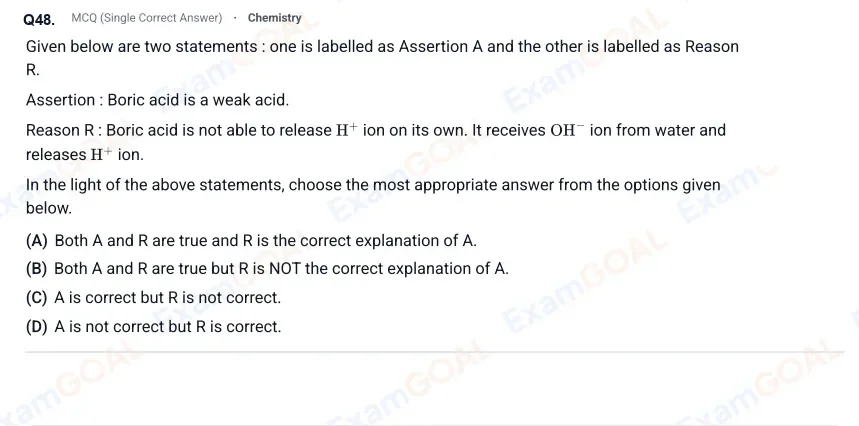 Q48. MCQ (Single Correct Answer) · Chemistry
Given below are two statements : one is labelled as Assertion A and the other is labelled as Reason
R.
Assertion : Boric acid is a weak acid.
Reason R : Boric acid is not able to release H⁺ ion on its own. It receives OH⁻ ion from water and
releases H⁺ ion.
In the light of the above statements, choose the most appropriate answer from the options given
below.
(A) Both A and R are true and R is the correct explanation of A.
(B) Both A and R are true but R is NOT the correct explanation of A.
(C) A is correct but R is not correct.
(D) A is not correct but R is correct.
ExamGOAL